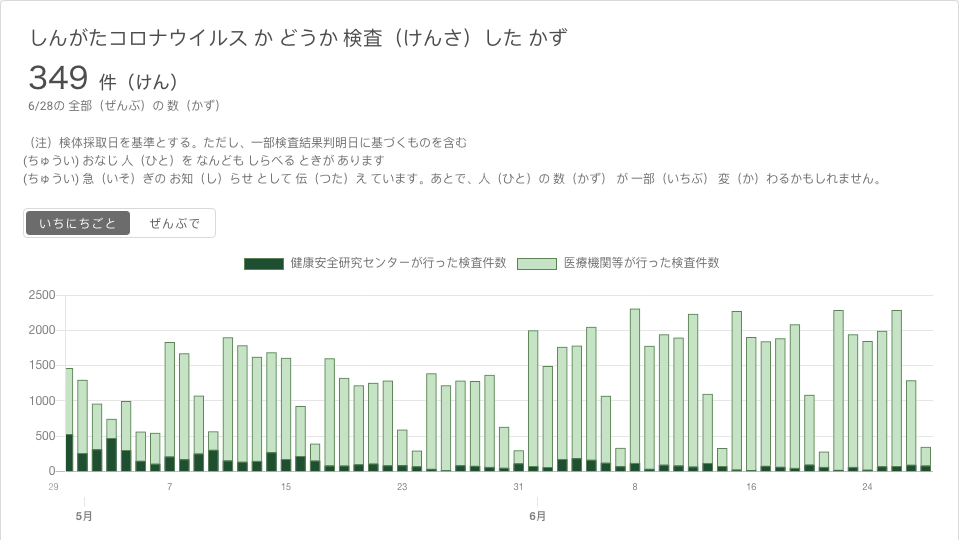 しんがたコロナウイルス か どうか 検査（けんさ）した かず
349 件（けん）
6/28の 全部（ぜんぶ）の 数（かず）
（注）検体採取日を基準とする。ただし、一部検査結果判明日に基づくものを含む
(ちゅうい) おなじ 人（ひと）を なんども しらべる ときが あります
(ちゅうい) 急（いそ）ぎの お知（し）らせ として 伝（つた）え ています。あとで、人（ひと）の 数（かず） が 一部（いちぶ） 変（か）わるかもしれません。
いちにちごと ぜんぶで
健康安全研究センターが行った検査件数 医療機関等が行った検査件数
2500
2000
1500
1000
500
0
29 7 15 23 31 8 16 24
5月 6月